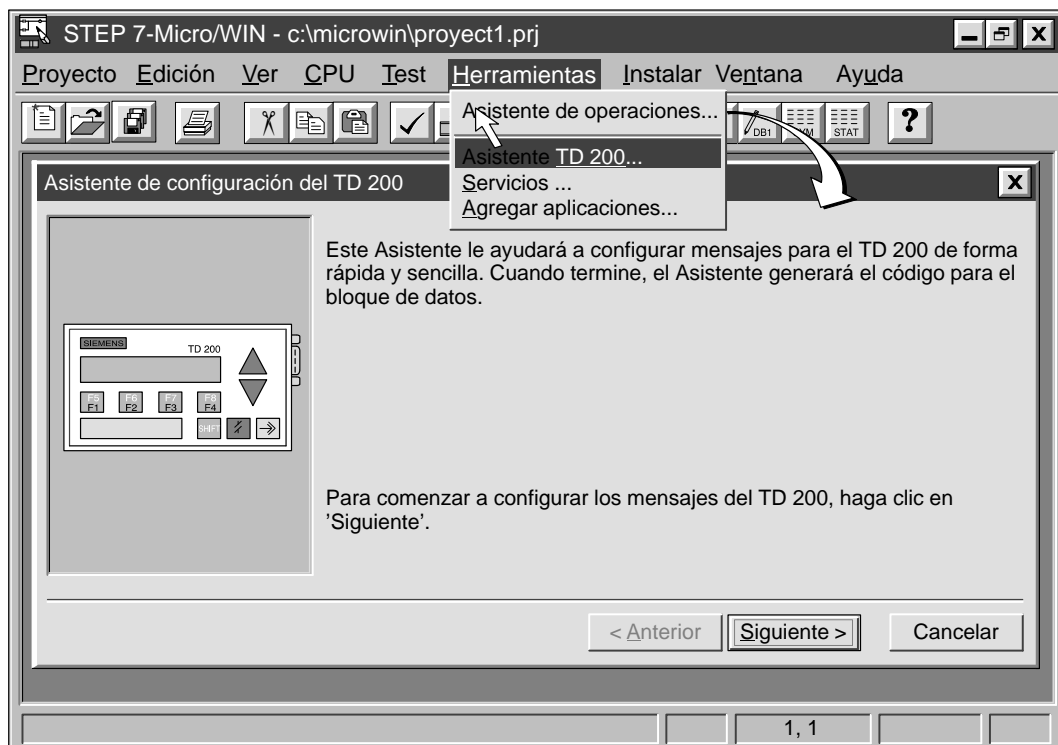 STEP 7-Micro/WIN - c:\microwin\proyect1.prj
Proyecto Edición Ver CPU Test Herramientas Instalar Ventana Ayuda
Asistente de operaciones...
Asistente TD 200...
Servicios ...
Agregar aplicaciones...
DB1
STAT
?
Asistente de configuración del TD 200
X
Este Asistente le ayudará a configurar mensajes para el TD 200 de forma
rápida y sencilla. Cuando termine, el Asistente generará el código para el
bloque de datos.
SIEMENS
TD 200
F5 F6 F7 F8
F1 F2 F3 F4
SHIFT
Para comenzar a configurar los mensajes del TD 200, haga clic en
’Siguiente’.
< Anterior
Siguiente >
Cancelar
1, 1